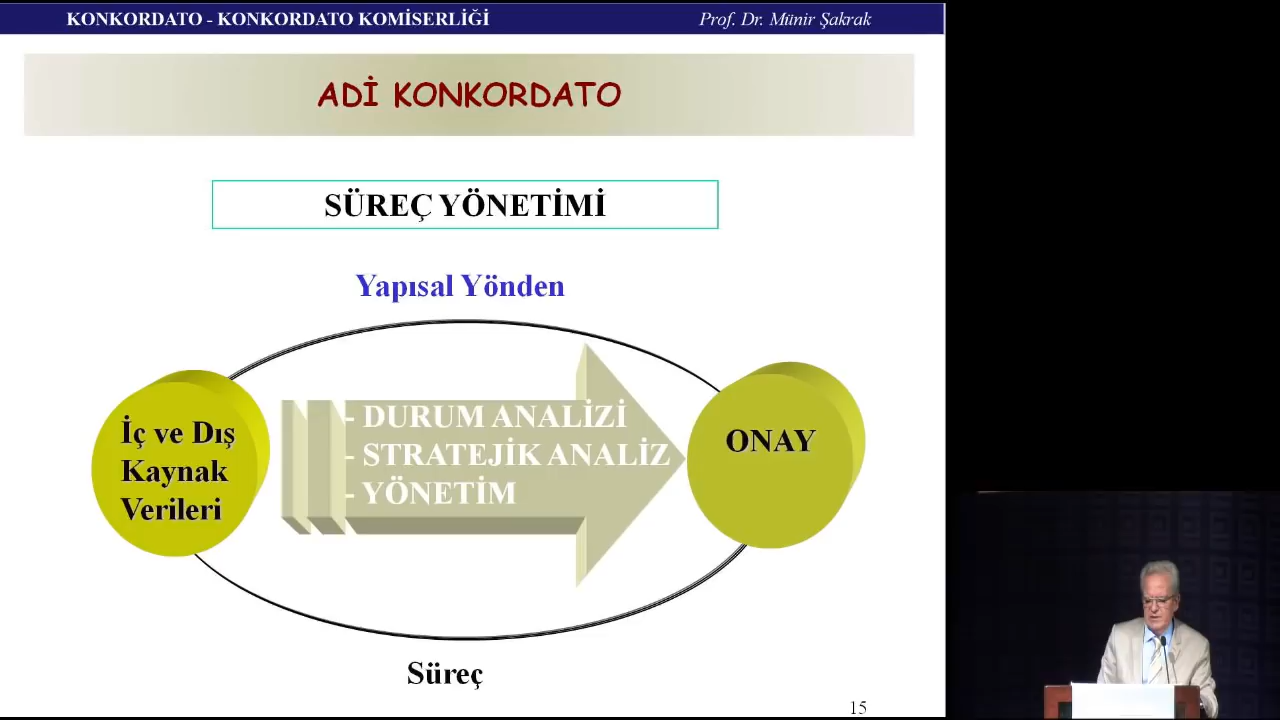 KONKORDATO - KONKORDATO KOMİSERLİĞİ
Prof. Dr. Münir Şakrak
ADİ KONKORDATO
SÜREÇ YÖNETİMİ
Yapısal Yönden
İç ve Dış
Kaynak
Verileri
- DURUM ANALİZİ
- STRATEJİK ANALİZ
- YÖNETİM
ONAY
Süreç
15